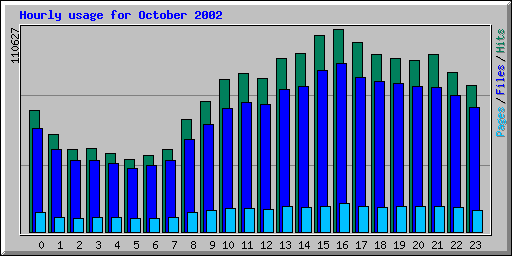 Hourly usage for October 2002
110627
Pages / Files / Hits
0 1 2 3 4 5 6 7 8 9 10 11 12 13 14 15 16 17 18 19 20 21 22 23